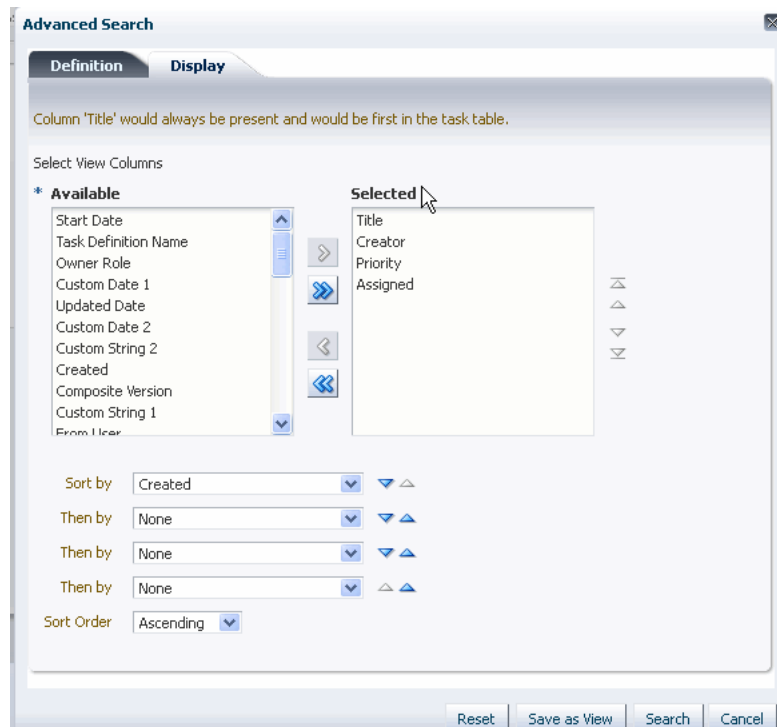 Advanced Search
Definition Display
Column 'Title' would always be present and would be first in the task table.
Select View Columns
* Available Selected
Start Date
Task Definition Name
Owner Role
Custom Date 1
Updated Date
Custom Date 2
Custom String 2
Created
Composite Version
Custom String 1
From User
Title
Creator
Priority
Assigned
Sort by Created
Then by None
Then by None
Then by None
Sort Order Ascending
Reset Save as View Search Cancel